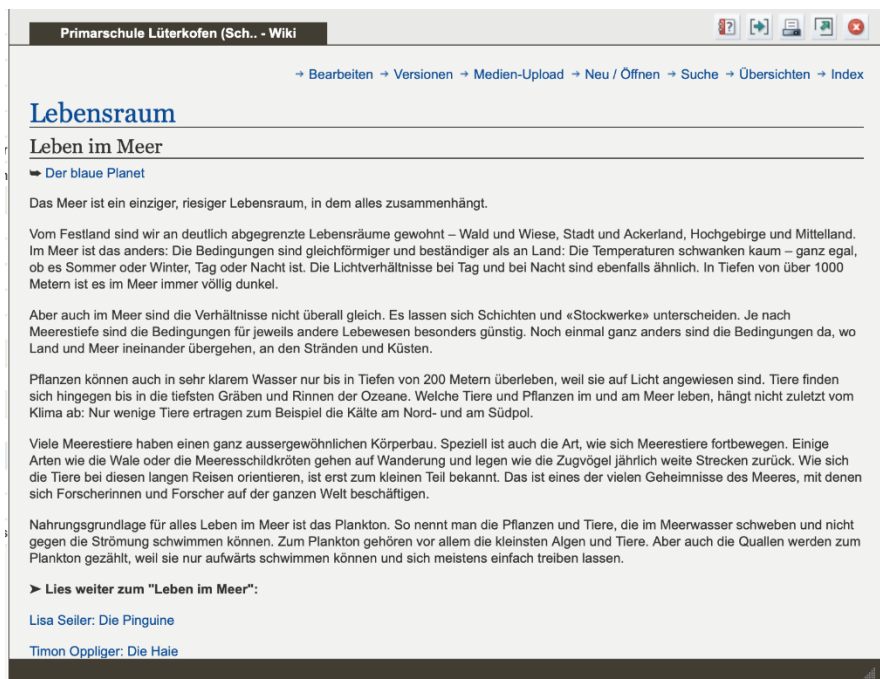 Primarschule Lüterkofen (Sch.. - Wiki
→ Bearbeiten → Versionen → Medien-Upload → Neu / Öffnen → Suche → Übersichten → Index
Lebensraum
Leben im Meer
➥ Der blaue Planet
Das Meer ist ein einziger, riesiger Lebensraum, in dem alles zusammenhängt.
Vom Festland sind wir an deutlich abgegrenzte Lebensräume gewohnt – Wald und Wiese, Stadt und Ackerland, Hochgebirge und Mittelland.
Im Meer ist das anders: Die Bedingungen sind gleichförmiger und beständiger als an Land: Die Temperaturen schwanken kaum – ganz egal,
ob es Sommer oder Winter, Tag oder Nacht ist. Die Lichtverhältnisse bei Tag und bei Nacht sind ebenfalls ähnlich. In Tiefen von über 1000
Metern ist es im Meer immer völlig dunkel.
Aber auch im Meer sind die Verhältnisse nicht überall gleich. Es lassen sich Schichten und «Stockwerke» unterscheiden. Je nach
Meerestiefe sind die Bedingungen für jeweils andere Lebewesen besonders günstig. Noch einmal ganz anders sind die Bedingungen da, wo
Land und Meer ineinander übergehen, an den Stränden und Küsten.
Pflanzen können auch in sehr klarem Wasser nur bis in Tiefen von 200 Metern überleben, weil sie auf Licht angewiesen sind. Tiere finden
sich hingegen bis in die tiefsten Gräben und Rinnen der Ozeane. Welche Tiere und Pflanzen im und am Meer leben, hängt nicht zuletzt vom
Klima ab: Nur wenige Tiere ertragen zum Beispiel die Kälte am Nord- und am Südpol.
Viele Meerestiere haben einen ganz aussergewöhnlichen Körperbau. Speziell ist auch die Art, wie sich Meerestiere fortbewegen. Einige
Arten wie die Wale oder die Meeresschildkröten gehen auf Wanderung und legen wie die Zugvögel jährlich weite Strecken zurück. Wie sich
die Tiere bei diesen langen Reisen orientieren, ist erst zum kleinen Teil bekannt. Das ist eines der vielen Geheimnisse des Meeres, mit denen
sich Forscherinnen und Forscher auf der ganzen Welt beschäftigen.
Nahrungsgrundlage für alles Leben im Meer ist das Plankton. So nennt man die Pflanzen und Tiere, die im Meerwasser schweben und nicht
gegen die Strömung schwimmen können. Zum Plankton gehören vor allem die kleinsten Algen und Tiere. Aber auch die Quallen werden zum
Plankton gezählt, weil sie nur aufwärts schwimmen können und sich meistens einfach treiben lassen.
➤ Lies weiter zum "Leben im Meer":
Lisa Seiler: Die Pinguine
Timon Oppliger: Die Haie